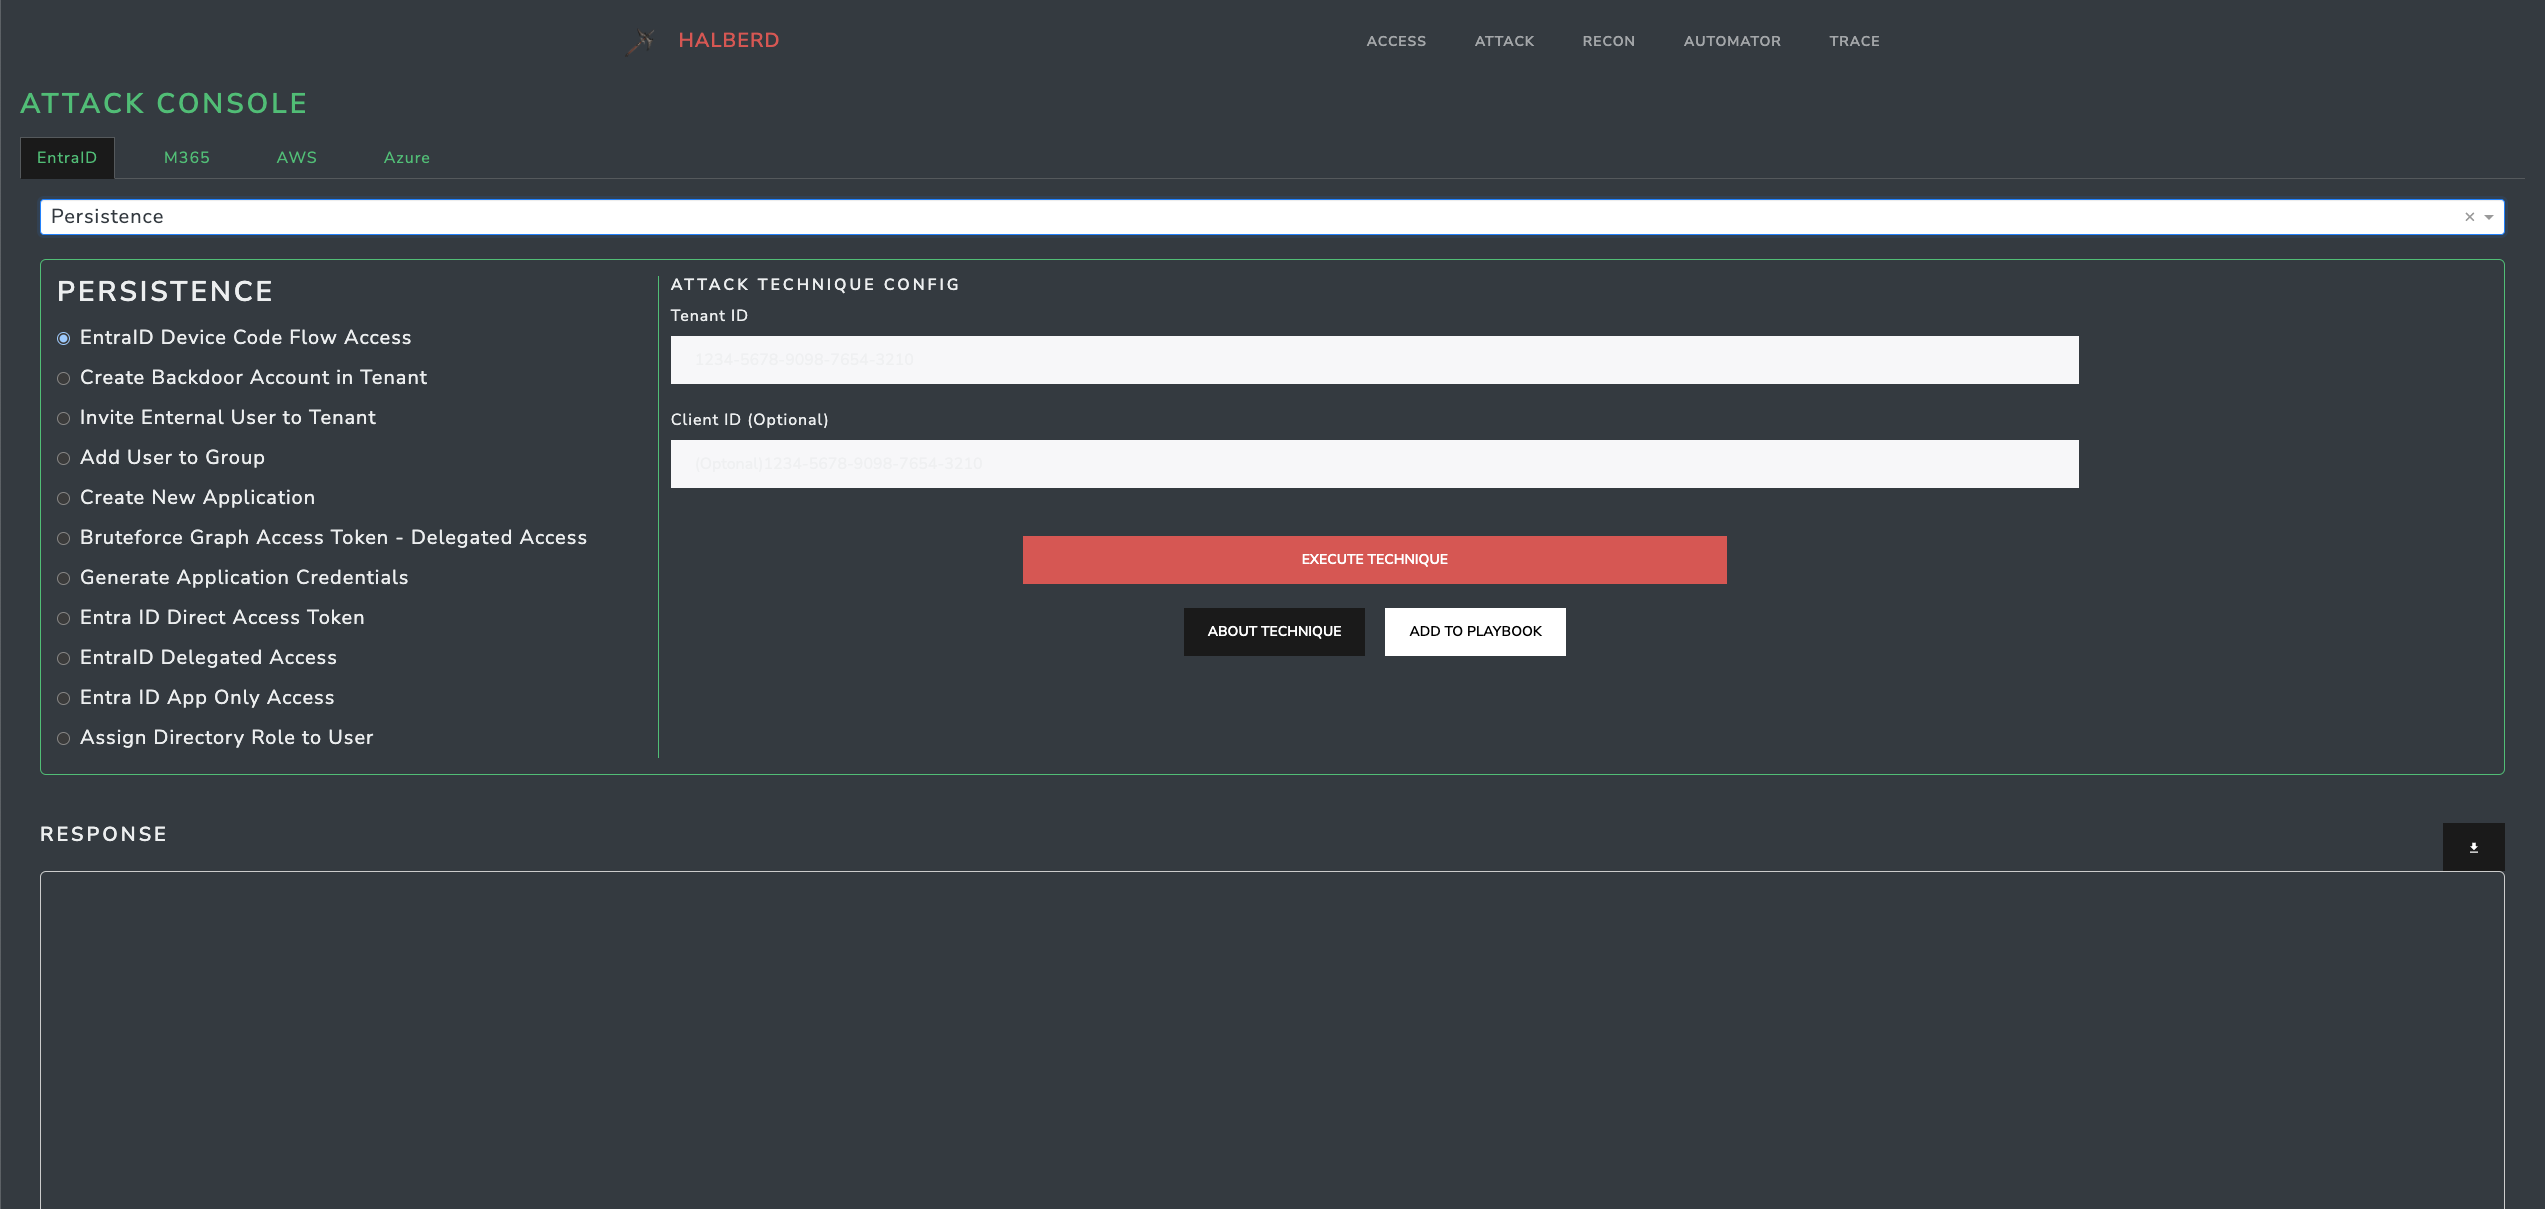 HALBERD
ACCESS ATTACK RECON AUTOMATOR TRACE
ATTACK CONSOLE
EntraID M365 AWS Azure
Persistence
PERSISTENCE
EntraID Device Code Flow Access
Create Backdoor Account in Tenant
Invite Enternal User to Tenant
Add User to Group
Create New Application
Bruteforce Graph Access Token - Delegated Access
Generate Application Credentials
Entra ID Direct Access Token
EntraID Delegated Access
Entra ID App Only Access
Assign Directory Role to User
ATTACK TECHNIQUE CONFIG
Tenant ID
1234-5678-9098-7654-3210
Client ID (Optional)
(Optonal)1234-5678-9098-7654-3210
EXECUTE TECHNIQUE
ABOUT TECHNIQUE ADD TO PLAYBOOK
RESPONSE